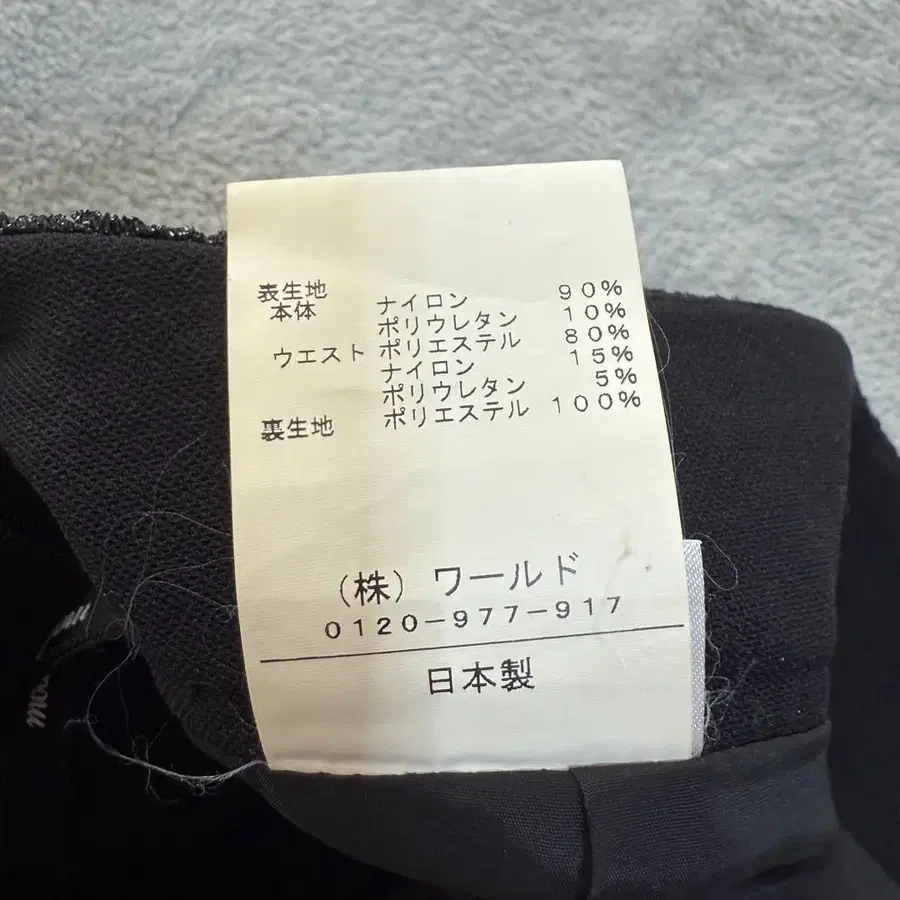 表生地
本体 ナイロン 90%
ポリウレタン 10%
ウエスト ポリエステル 80%
ナイロン 15%
ポリウレタン 5%
裏生地 ポリエステル 100%
(株) ワールド
0120-977-917
日本製